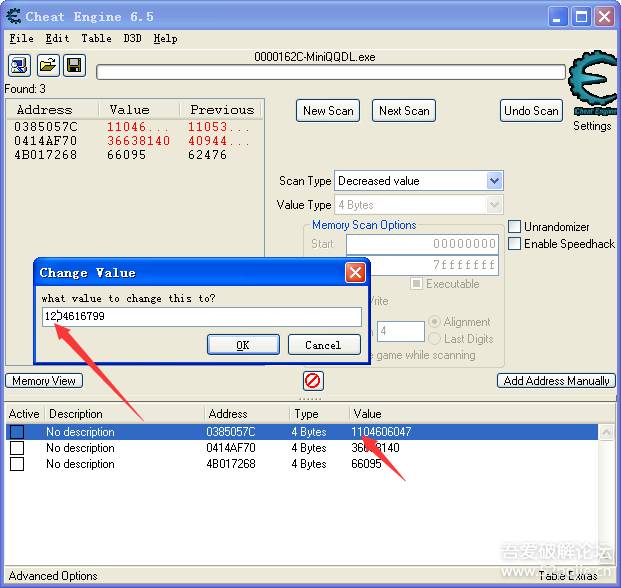 Cheat Engine 6.5
File Edit Table D3D Help
0000162C-MiniQQDL.exe
Found: 3
Address Value Previous
0385057C 11046... 11053...
0414AF70 36638140 40944...
4B017268 66095 62476
New Scan Next Scan Undo Scan
Settings
Scan Type Decreased value
Value Type 4 Bytes
Memory Scan Options
Unrandomizer
Start 00000000
Enable Speedhack
7fffffff
Executable
4
Alignment
Last Digits
game while scanning
Change Value
what value to change this to?
1204616799
OK Cancel
Memory View Add Address Manually
Active Description Address Type Value
No description 0385057C 4 Bytes 1104606047
No description 0414AF70 4 Bytes 36638140
No description 4B017268 4 Bytes 66095
吾爱破解论坛
www.52pojie.cn
Advanced Options Table Extras